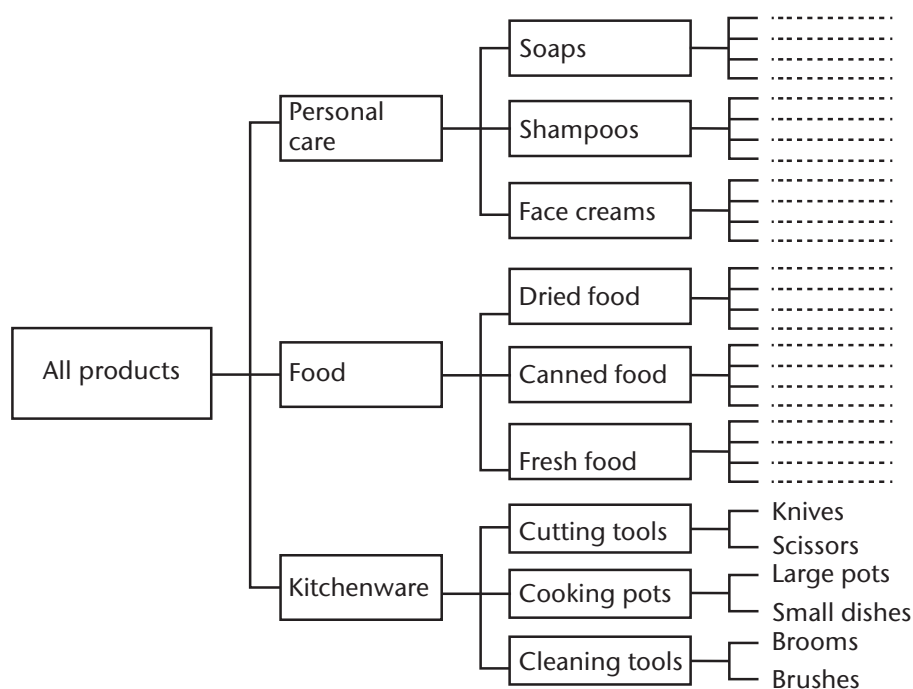 Soaps
Personal
care
Shampoos
Face creams
Dried food
All products
Food
Canned food
Fresh food
Cutting tools
Knives
Scissors
Kitchenware
Cooking pots
Large pots
Small dishes
Cleaning tools
Brooms
Brushes